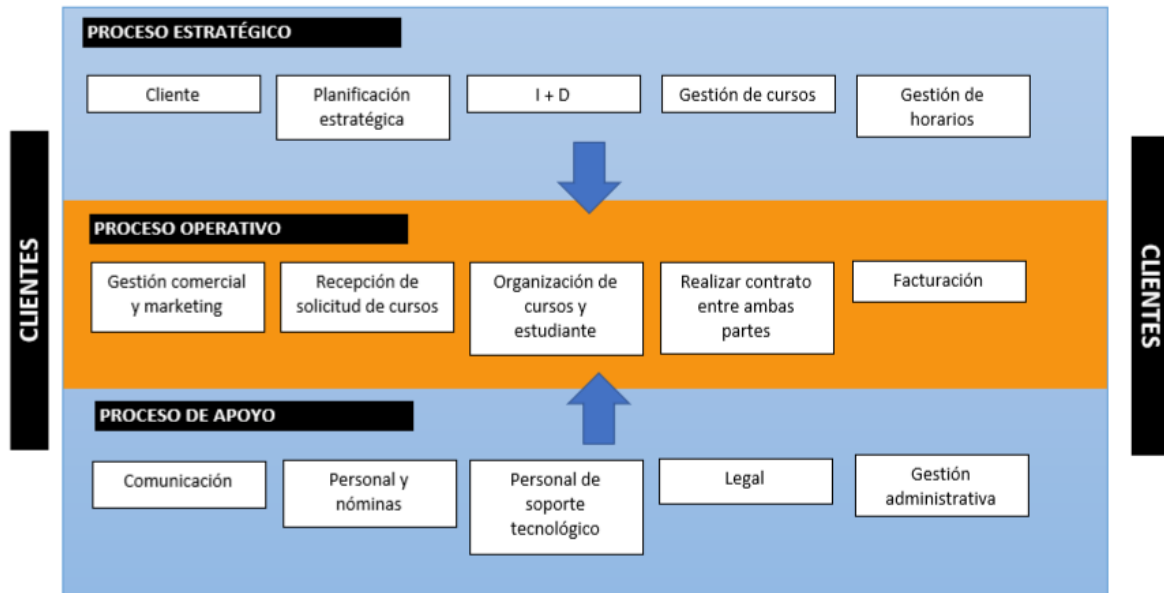 PROCESO ESTRATÉGICO
Cliente
Planificación
estratégica
I + D
Gestión de cursos
Gestión de
horarios
CLIENTES
PROCESO OPERATIVO
Gestión comercial
y marketing
Recepción de
solicitud de cursos
Organización de
cursos y
estudiante
Realizar contrato
entre ambas
partes
Facturación
CLIENTES
PROCESO DE APOYO
Comunicación
Personal y
nóminas
Personal de
soporte
tecnológico
Legal
Gestión
administrativa